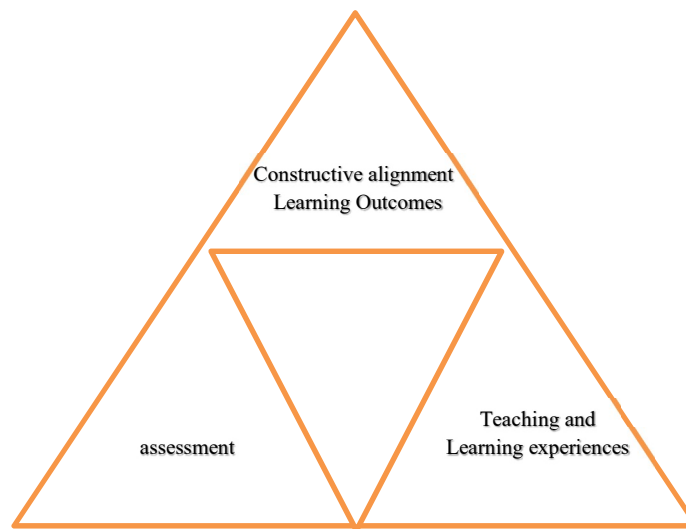 Constructive alignment
Learning Outcomes
assessment
Teaching and
Learning experiences